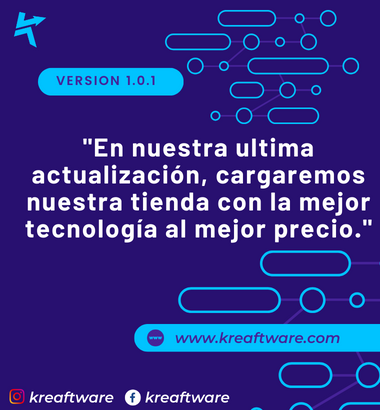 VERSION 1.0.1
"En nuestra ultima
actualización, cargaremos
nuestra tienda con la mejor
tecnología al mejor precio."
www www.kreaftware.com
kreaftware kreaftware